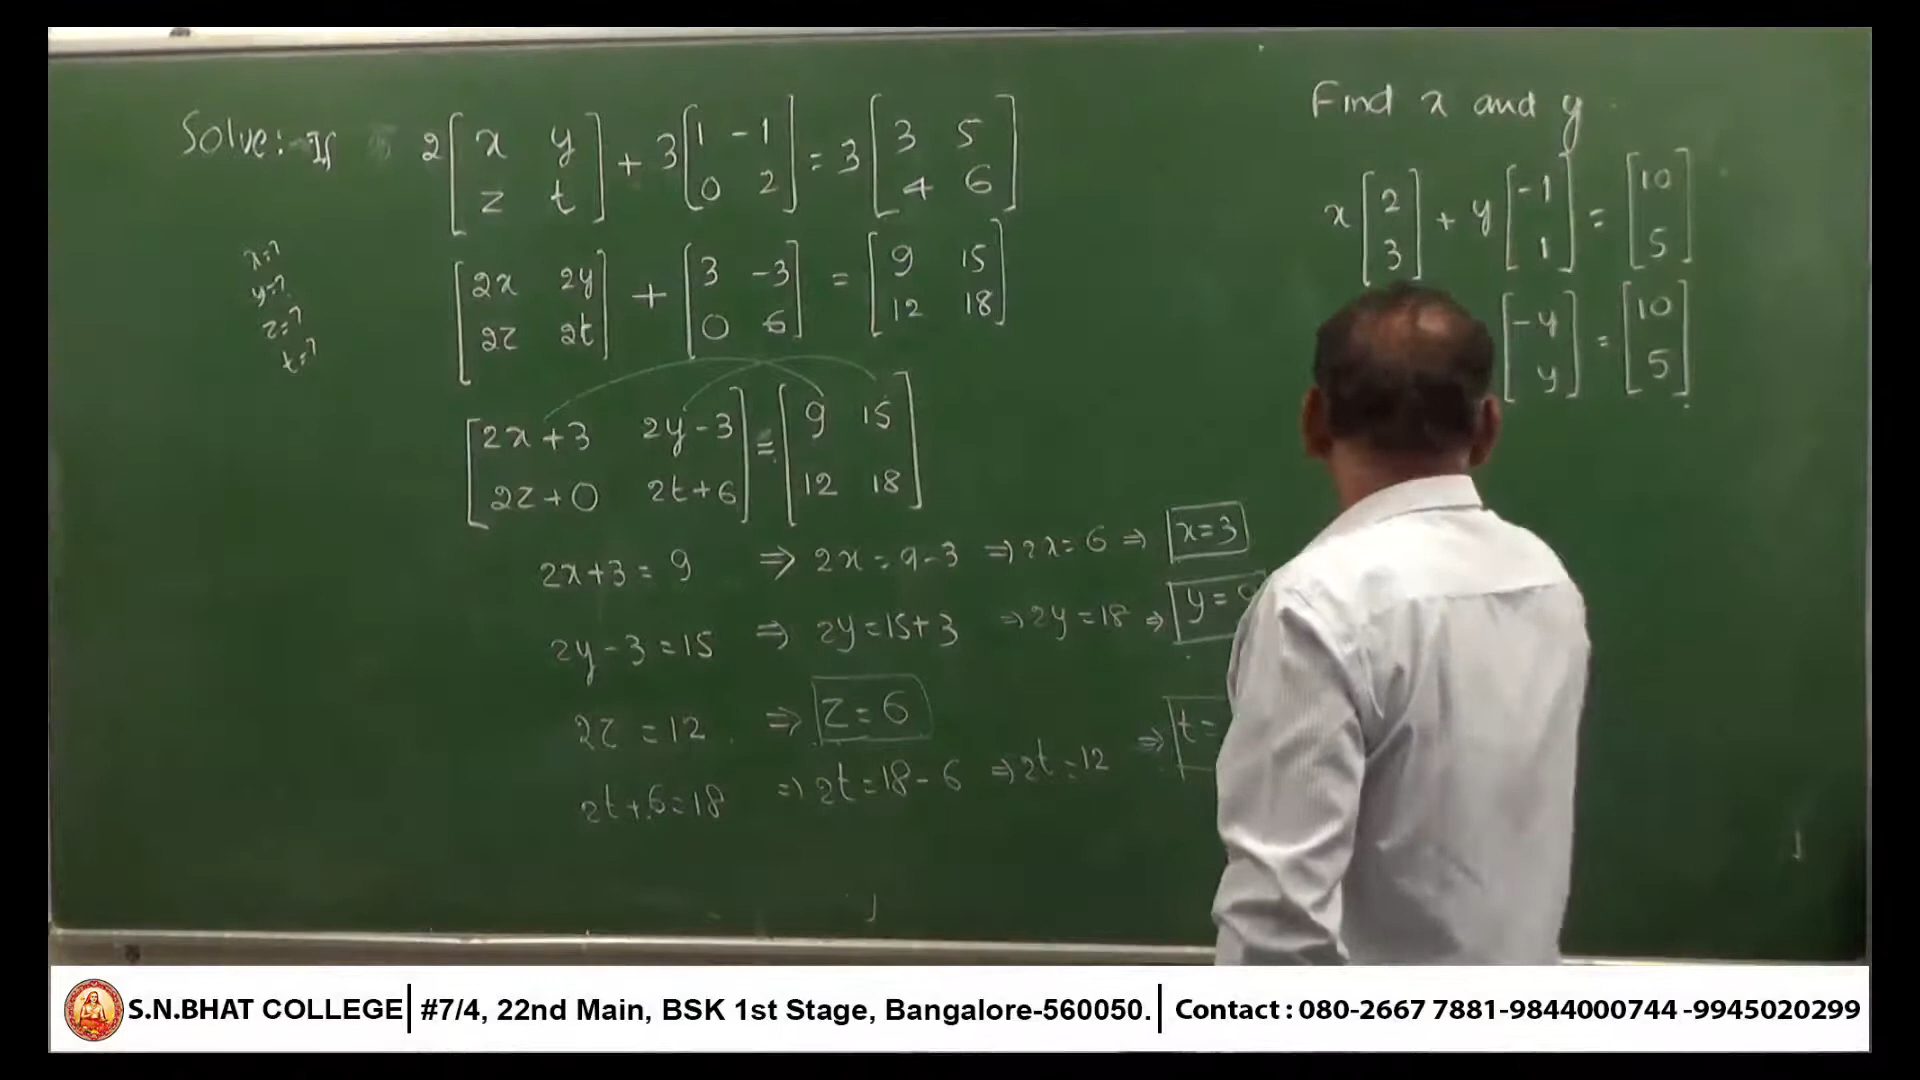 Solve:- If 2 [ x y ] + 3 [ 1 -1 ] = 3 [ 3 5 ]
[ z t ] [ 0 2 ] [ 4 6 ]
x=?
y=?
z=?
t=?
[ 2x 2y ] + [ 3 -3 ] = [ 9 15 ]
[ 2z 2t ] [ 0 6 ] [ 12 18 ]
[ 2x+3 2y-3 ] = [ 9 15 ]
[ 2z+0 2t+6 ] [ 12 18 ]
2x+3 = 9 ⇒ 2x = 9-3 ⇒ 2x = 6 ⇒ x=3
2y-3 = 15 ⇒ 2y = 15+3 ⇒ 2y = 18 ⇒ y =
2z = 12 ⇒ z = 6
2t+6 = 18 ⇒ 2t = 18-6 ⇒ 2t = 12 ⇒ t =
Find x and y
x [ 2 ] + y [ -1 ] = [ 10 ]
[ 3 ] [ 1 ] [ 5 ]
[ -y ] = [ 10 ]
[ y ] [ 5 ]
S.N.BHAT COLLEGE | #7/4, 22nd Main, BSK 1st Stage, Bangalore-560050. | Contact : 080-2667 7881-9844000744 -9945020299